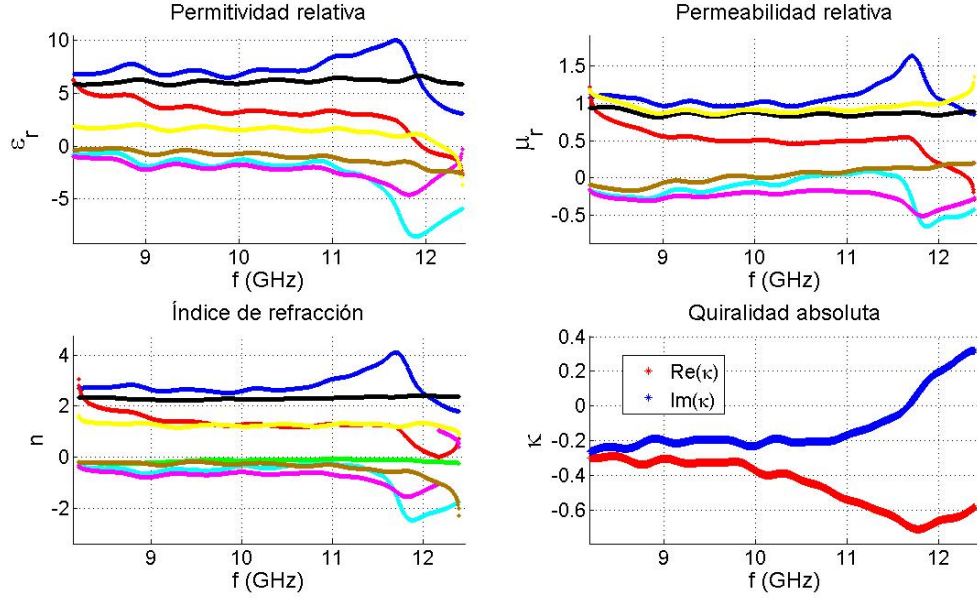 Permitividad relativa
10
5
0
-5
εr
9
10
11
12
f (GHz)
Permeabilidad relativa
1.5
1
0.5
0
-0.5
μr
9
10
11
12
f (GHz)
Índice de refracción
4
2
0
-2
n
9
10
11
12
f (GHz)
Quiralidad absoluta
0.4
0.2
0
-0.2
-0.4
-0.6
κ
Re(κ)
Im(κ)
9
10
11
12
f (GHz)